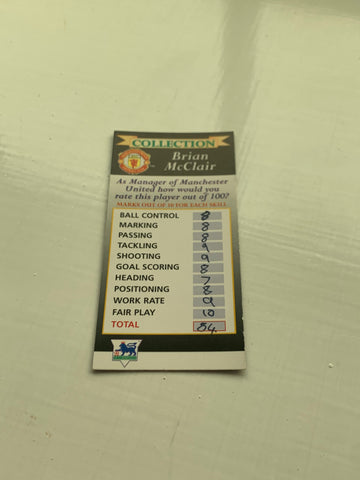 COLLECTION
Brian
McClair
As Manager of Manchester
United how would you
rate this player out of 100?
MARKS OUT OF 10 FOR EACH SKILL
BALL CONTROL 8
MARKING 8
PASSING 8
TACKLING 9
SHOOTING 9
GOAL SCORING 8
HEADING 7
POSITIONING 8
WORK RATE 9
FAIR PLAY 10
TOTAL 84